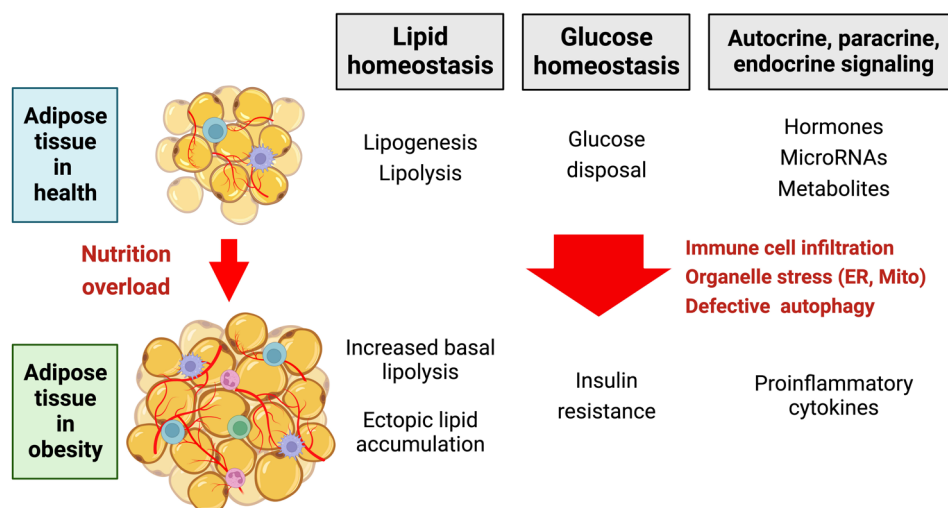 Lipid
homeostasis
Glucose
homeostasis
Autocrine, paracrine,
endocrine signaling
Adipose
tissue
in
health
Lipogenesis
Lipolysis
Glucose
disposal
Hormones
MicroRNAs
Metabolites
Nutrition
overload
Immune cell infiltration
Organelle stress (ER, Mito)
Defective autophagy
Adipose
tissue
in
obesity
Increased basal
lipolysis
Ectopic lipid
accumulation
Insulin
resistance
Proinflammatory
cytokines